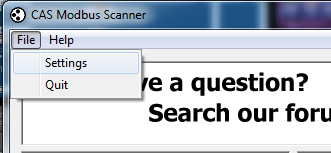 CAS Modbus Scanner
File Help
Settings
Quit
ve a question?
Search our foru